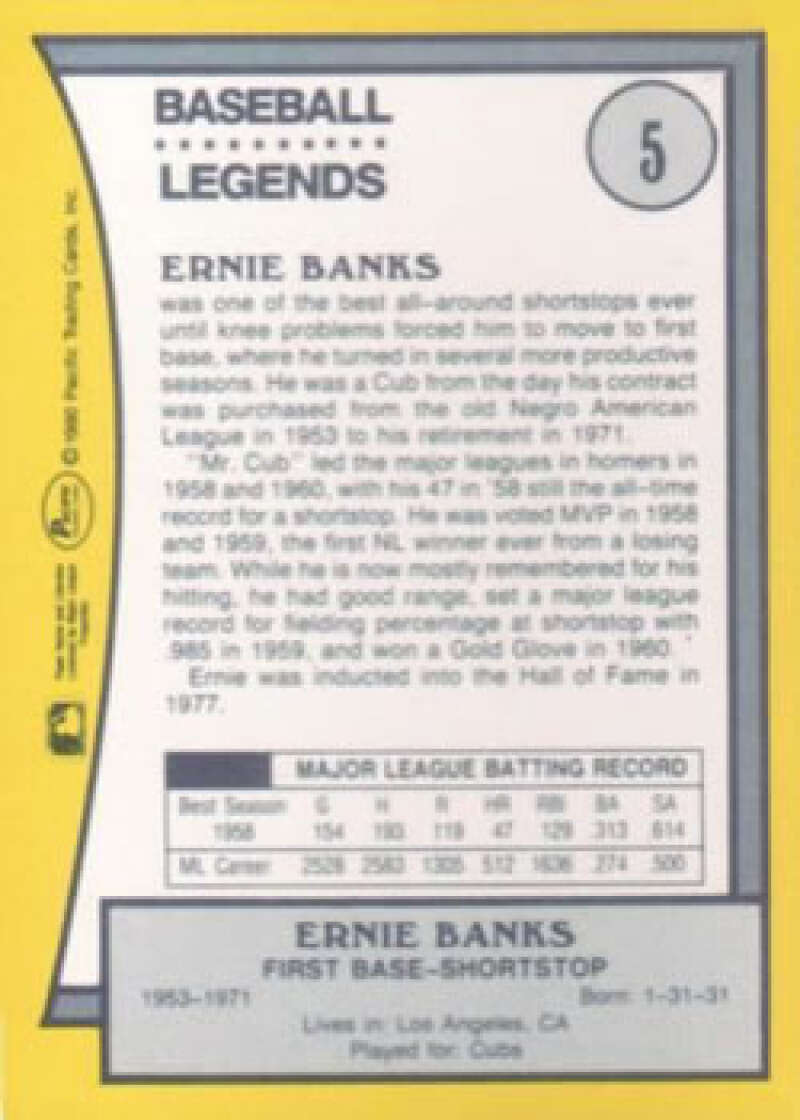 BASEBALL
LEGENDS
5
ERNIE BANKS
was one of the best all-around shortstops ever
until knee problems forced him to move to first
base, where he turned in several more productive
seasons. He was a Cub from the day his contract
was purchased from the old Negro American
League in 1953 to his retirement in 1971.
"Mr. Cub" led the major leagues in homers in
1958 and 1960, with his 47 in '58 still the all-time
record for a shortstop. He was voted MVP in 1958
and 1959, the first NL winner ever from a losing
team. While he is now mostly remembered for his
hitting, he had good range, set a major league
record for fielding percentage at shortstop with
.985 in 1959, and won a Gold Glove in 1960.
Ernie was inducted into the Hall of Fame in
1977.
MAJOR LEAGUE BATTING RECORD
Best Season G H R HR RBI BA SA
1958 154 193 119 47 129 .313 .614
ML Career 2528 2583 1305 512 1636 .274 .500
ERNIE BANKS
FIRST BASE-SHORTSTOP
1953-1971 Born: 1-31-31
Lives in: Los Angeles, CA
Played for: Cubs
© 1990 Pacific Trading Cards, Inc.